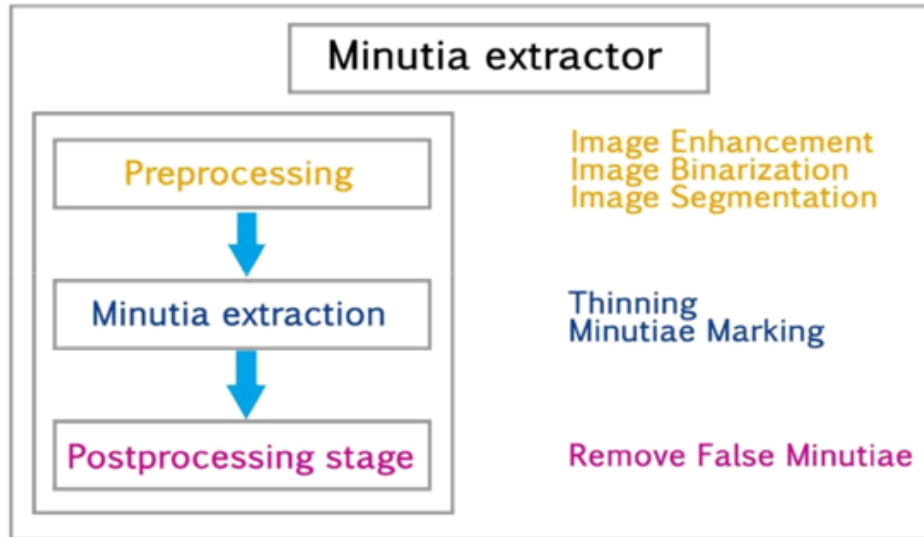 Minutia extractor
Preprocessing
Image Enhancement
Image Binarization
Image Segmentation
Minutia extraction
Thinning
Minutiae Marking
Postprocessing stage
Remove False Minutiae